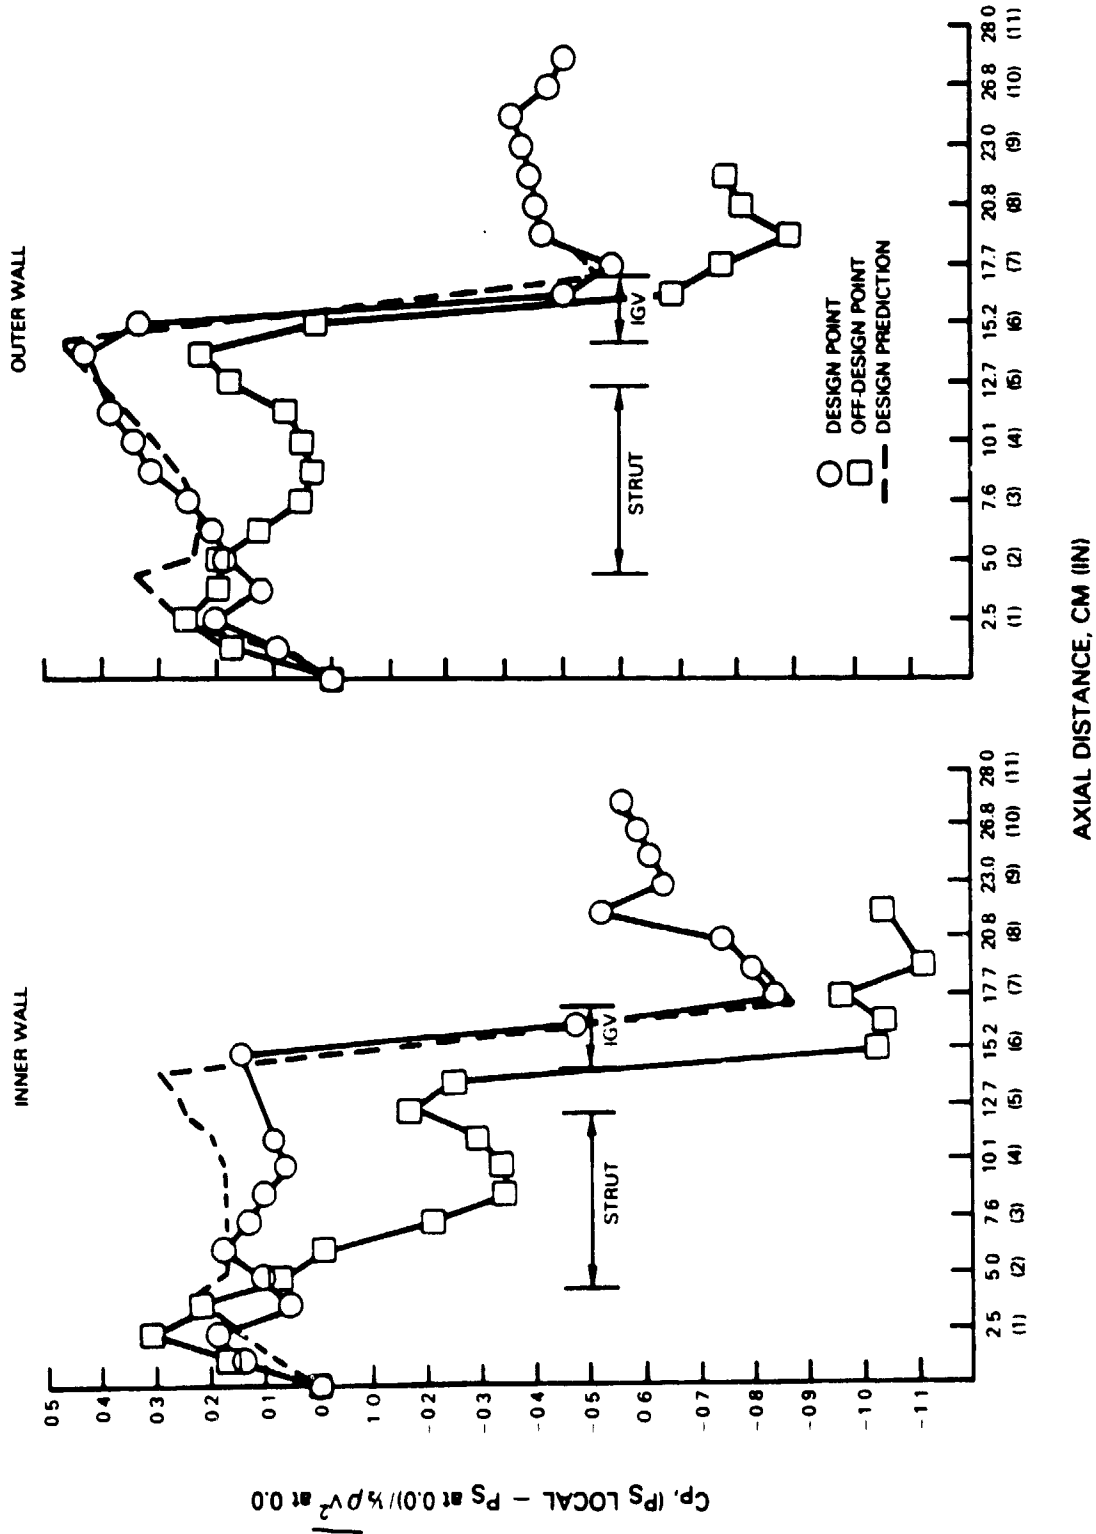 INNER WALL
OUTER WALL
Cp, (PS LOCAL – PS at 0.0)/½ρV² at 0.0
0 5
0 4
0 3
0 2
0 1
0 0
1 0
- 0 2
- 0 3
- 0 4
- 0 5
- 0 6
- 0 7
- 0 8
- 0 9
- 1 0
- 1 1
STRUT
IGV
STRUT
IGV
DESIGN POINT
OFF-DESIGN POINT
DESIGN PREDICTION
2 5 5 0 7 6 10 1 12 7 15 2 17 7 20 8 23 0 26 8 28 0
(1) (2) (3) (4) (5) (6) (7) (8) (9) (10) (11)
2 5 5 0 7 6 10 1 12 7 15 2 17 7 20 8 23 0 26 8 28 0
(1) (2) (3) (4) (5) (6) (7) (8) (9) (10) (11)
AXIAL DISTANCE, CM (IN)